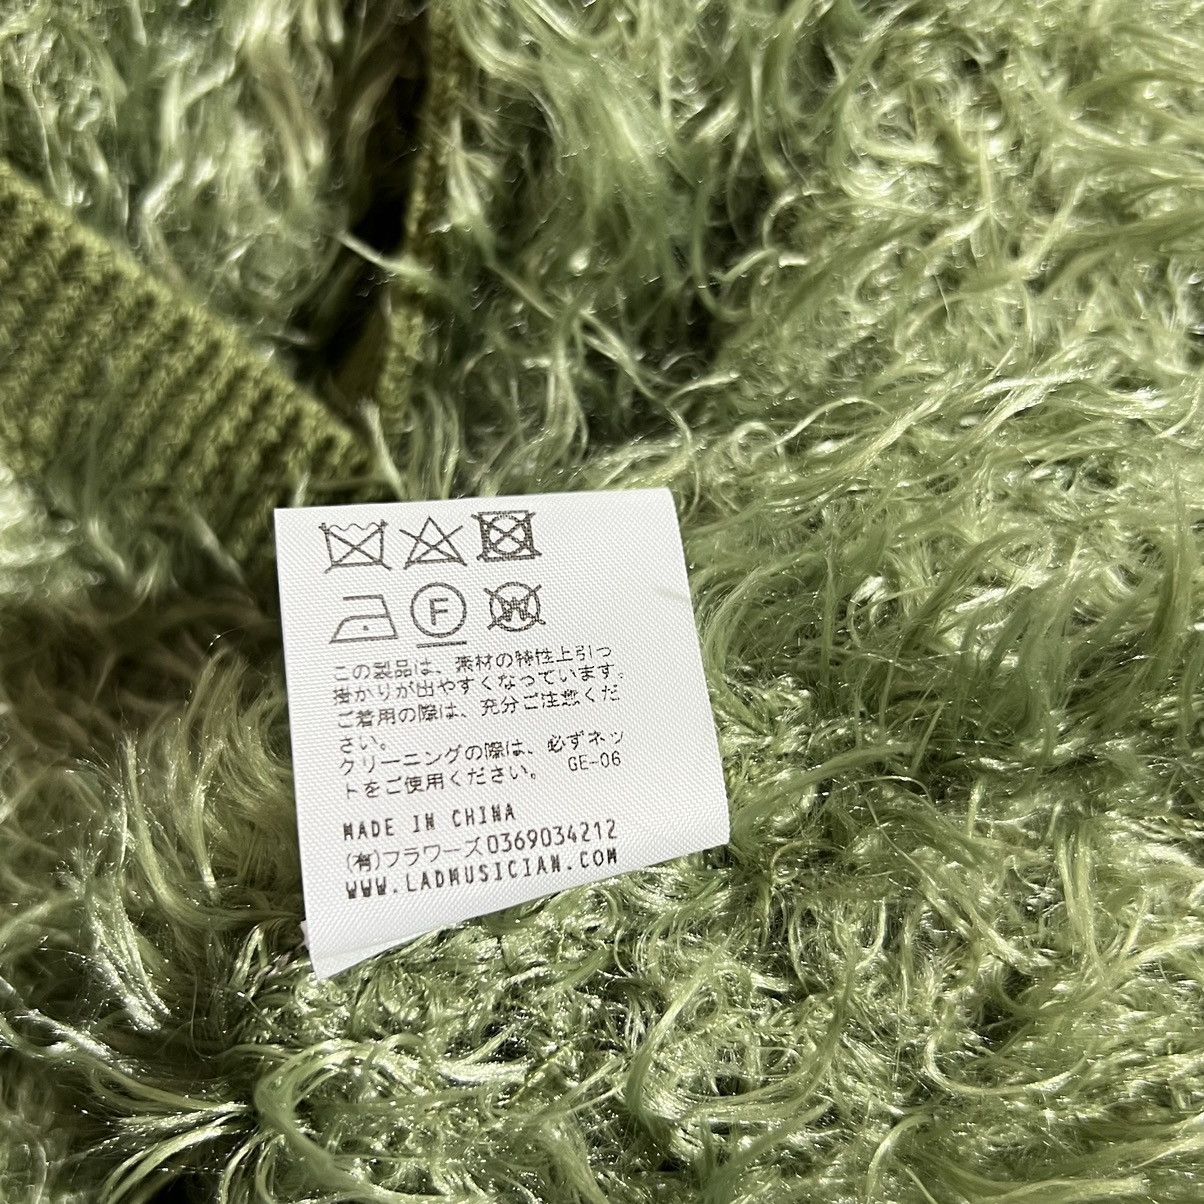 F
W
この製品は、素材の特性上引っ
掛かりが出やすくなっています。
ご着用の際は、充分ご注意くだ
さい。
クリーニングの際は、必ずネッ
トをご使用ください。 GE-06
MADE IN CHINA
(有)フラワーズ0369034212
WWW.LADMUSICIAN.COM